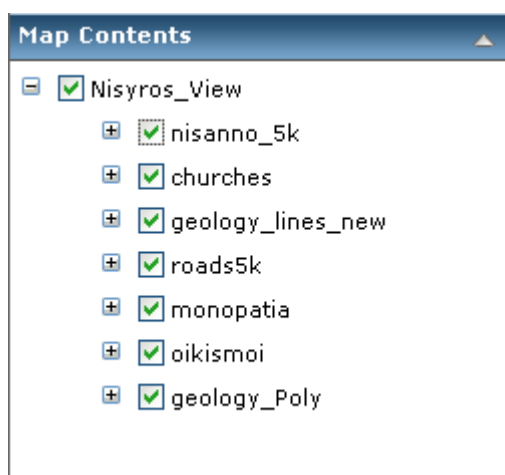 Map Contents
Nisyros_View
nisanno_5k
churches
geology_lines_new
roads5k
monopatia
oikismoi
geology_Poly